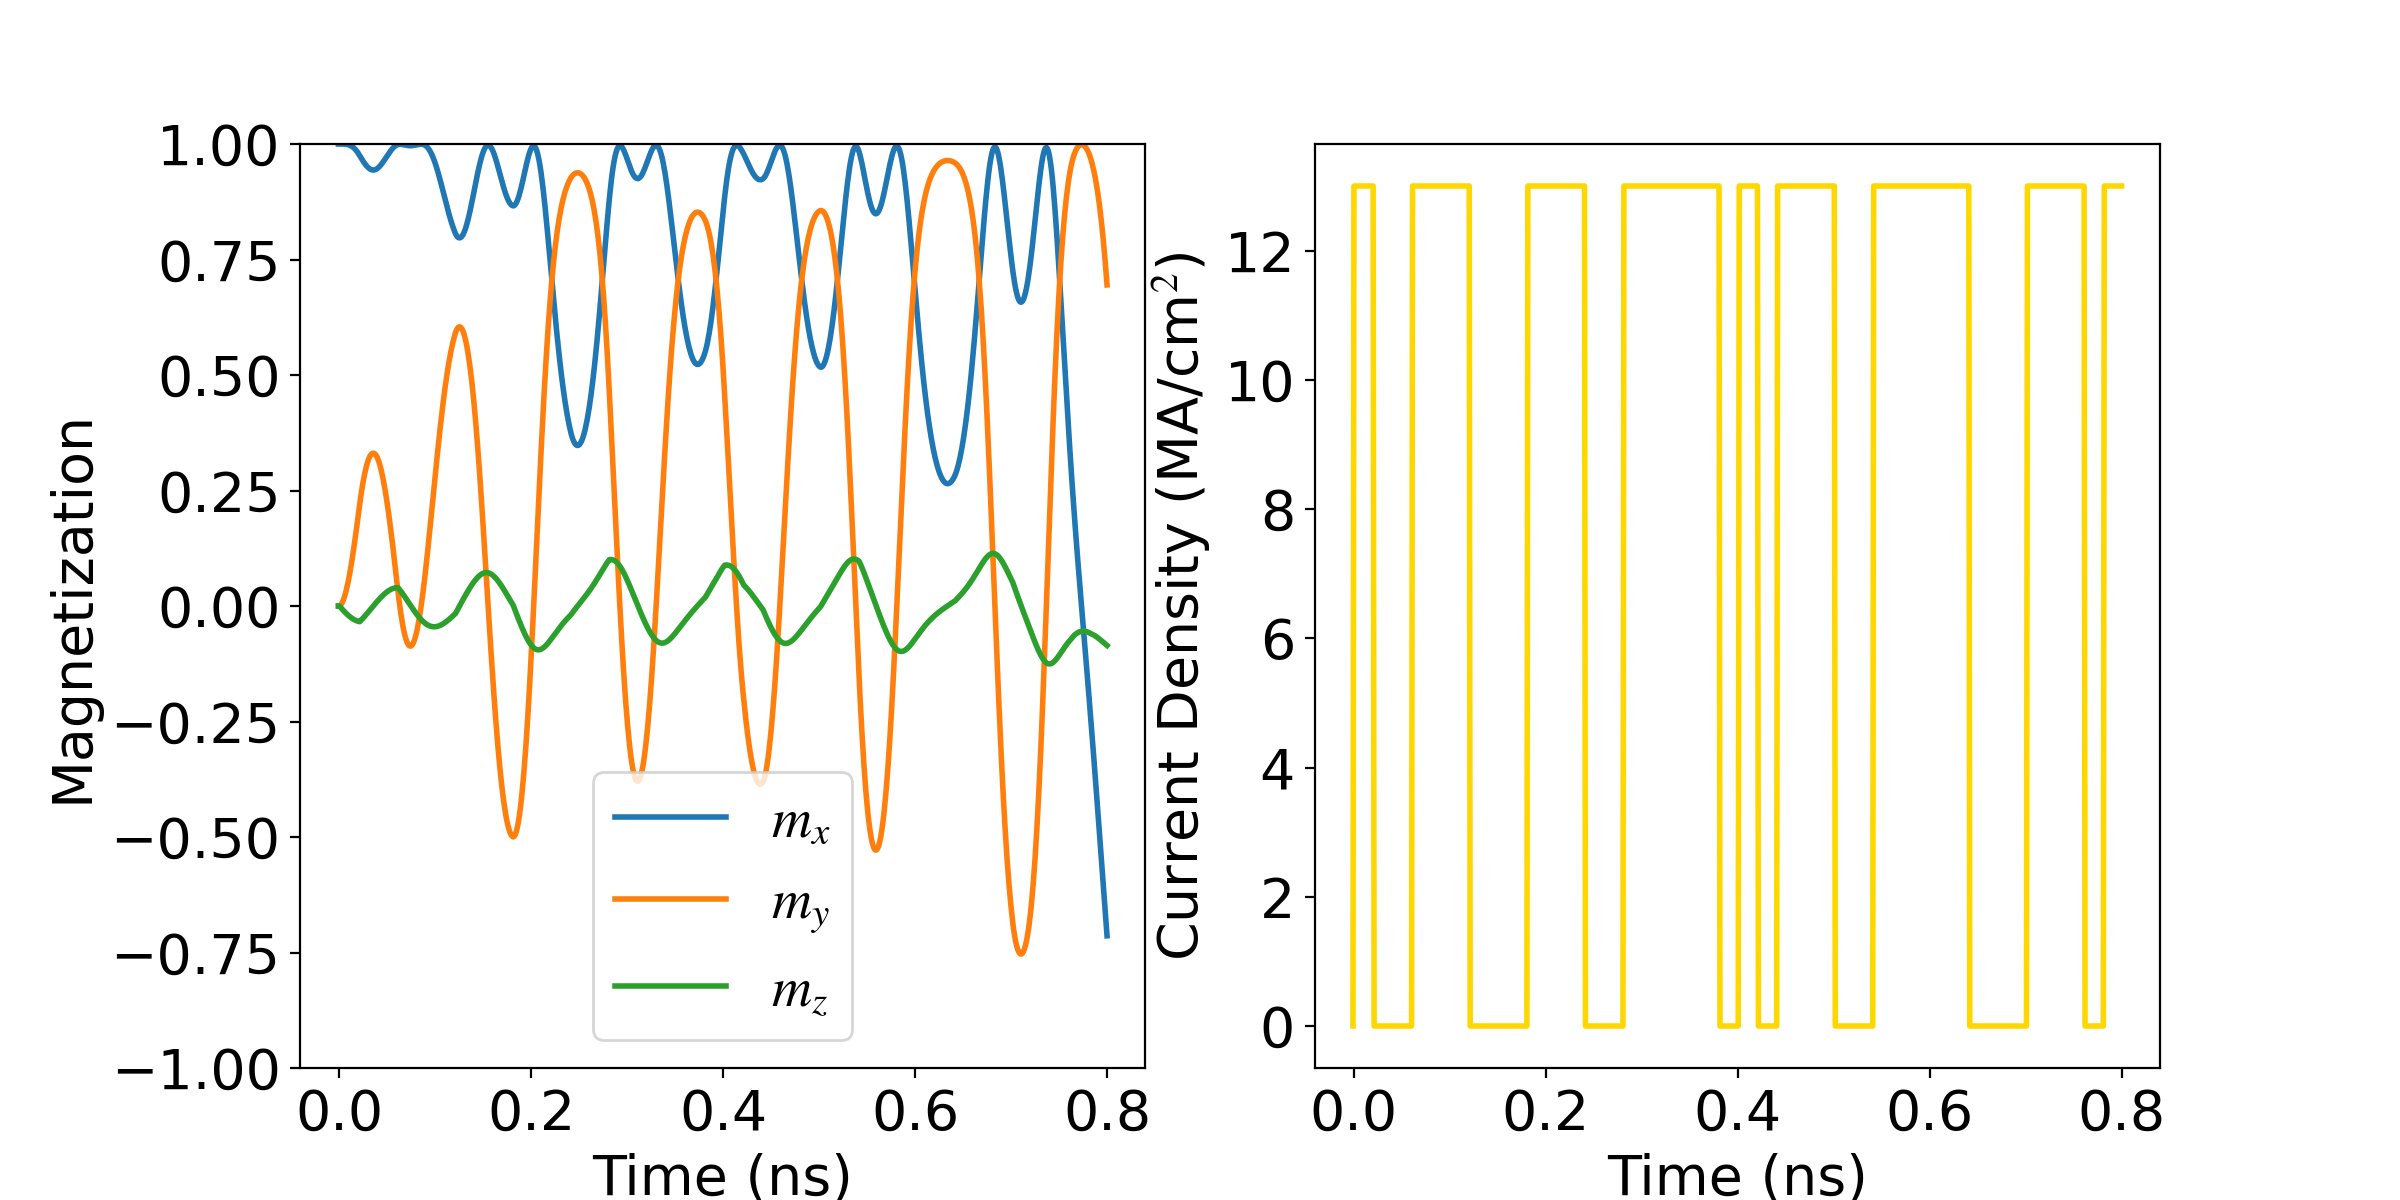 1.00
0.75
0.50
0.25
0.00
−0.25
−0.50
−0.75
−1.00
Magnetization
0.0 0.2 0.4 0.6 0.8
Time (ns)
m_x
m_y
m_z
12
10
8
6
4
2
0
Current Density (MA/cm²)
0.0 0.2 0.4 0.6 0.8
Time (ns)